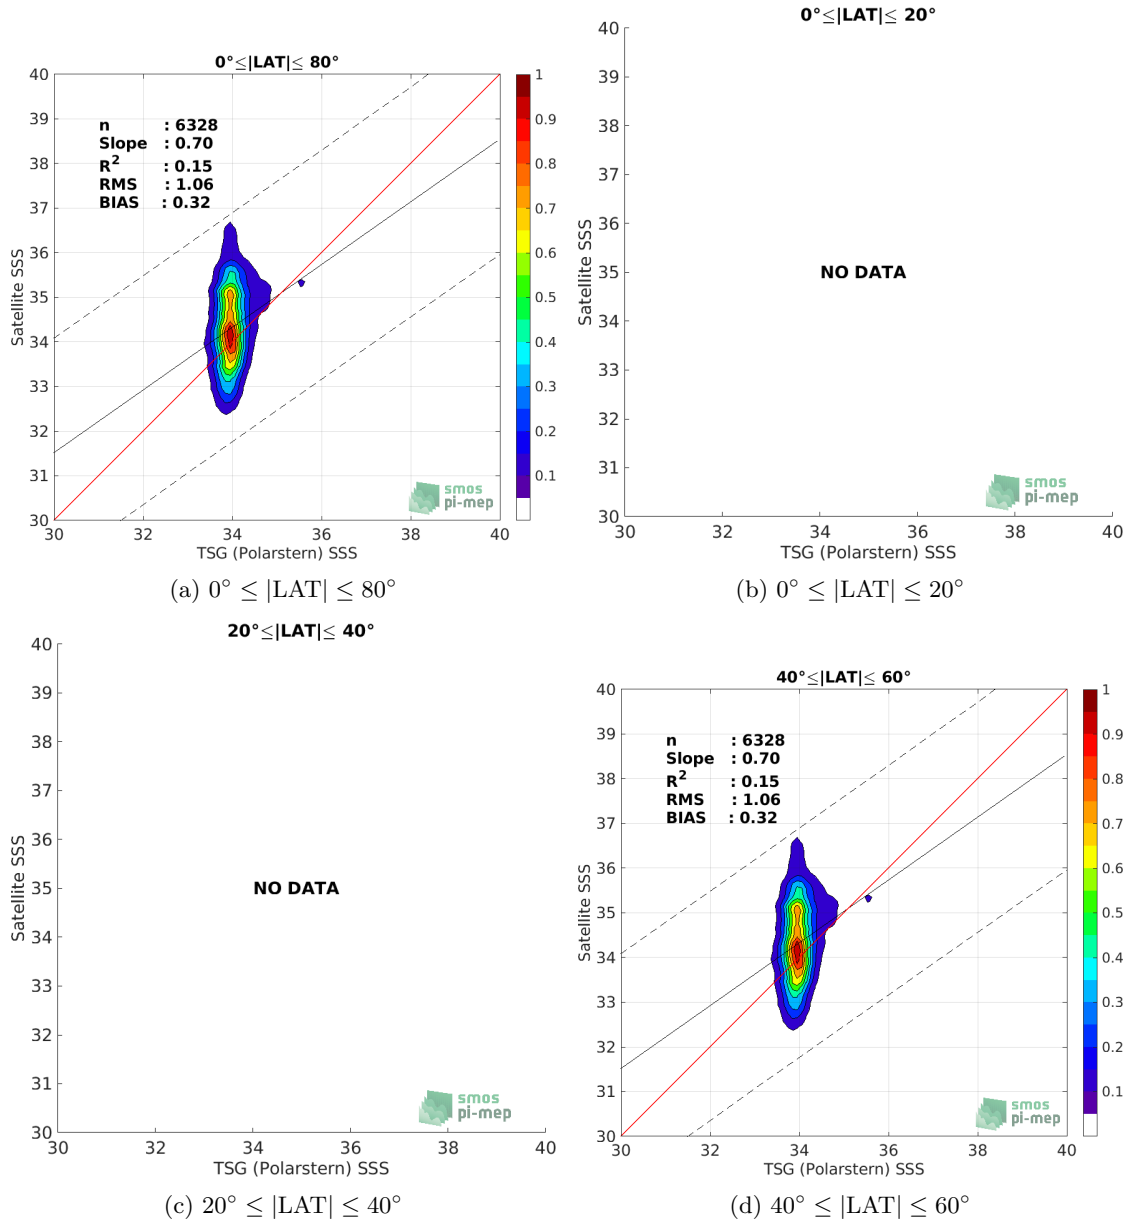 0°≤|LAT|≤ 80°
40
39
38
37
36
35
34
33
32
31
30
Satellite SSS
n : 6328
Slope : 0.70
R2 : 0.15
RMS : 1.06
BIAS : 0.32
smos
pi-mep
30 32 34 36 38 40
TSG (Polarstern) SSS
1
0.9
0.8
0.7
0.6
0.5
0.4
0.3
0.2
0.1
(a) 0° ≤ |LAT| ≤ 80°
0°≤|LAT|≤ 20°
40
39
38
37
36
35
34
33
32
31
30
Satellite SSS
NO DATA
smos
pi-mep
30 32 34 36 38 40
TSG (Polarstern) SSS
(b) 0° ≤ |LAT| ≤ 20°
20°≤|LAT|≤ 40°
40
39
38
37
36
35
34
33
32
31
30
Satellite SSS
NO DATA
smos
pi-mep
30 32 34 36 38 40
TSG (Polarstern) SSS
(c) 20° ≤ |LAT| ≤ 40°
40°≤|LAT|≤ 60°
40
39
38
37
36
35
34
33
32
31
30
Satellite SSS
n : 6328
Slope : 0.70
R2 : 0.15
RMS : 1.06
BIAS : 0.32
smos
pi-mep
30 32 34 36 38 40
TSG (Polarstern) SSS
1
0.9
0.8
0.7
0.6
0.5
0.4
0.3
0.2
0.1
(d) 40° ≤ |LAT| ≤ 60°